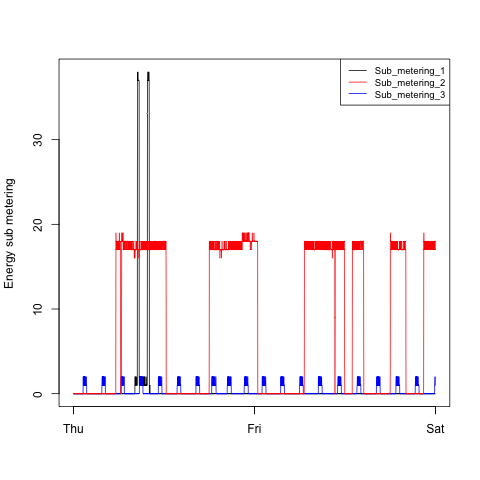 Sub_metering_1
Sub_metering_2
Sub_metering_3
Energy sub metering
30
20
10
0
Thu
Fri
Sat